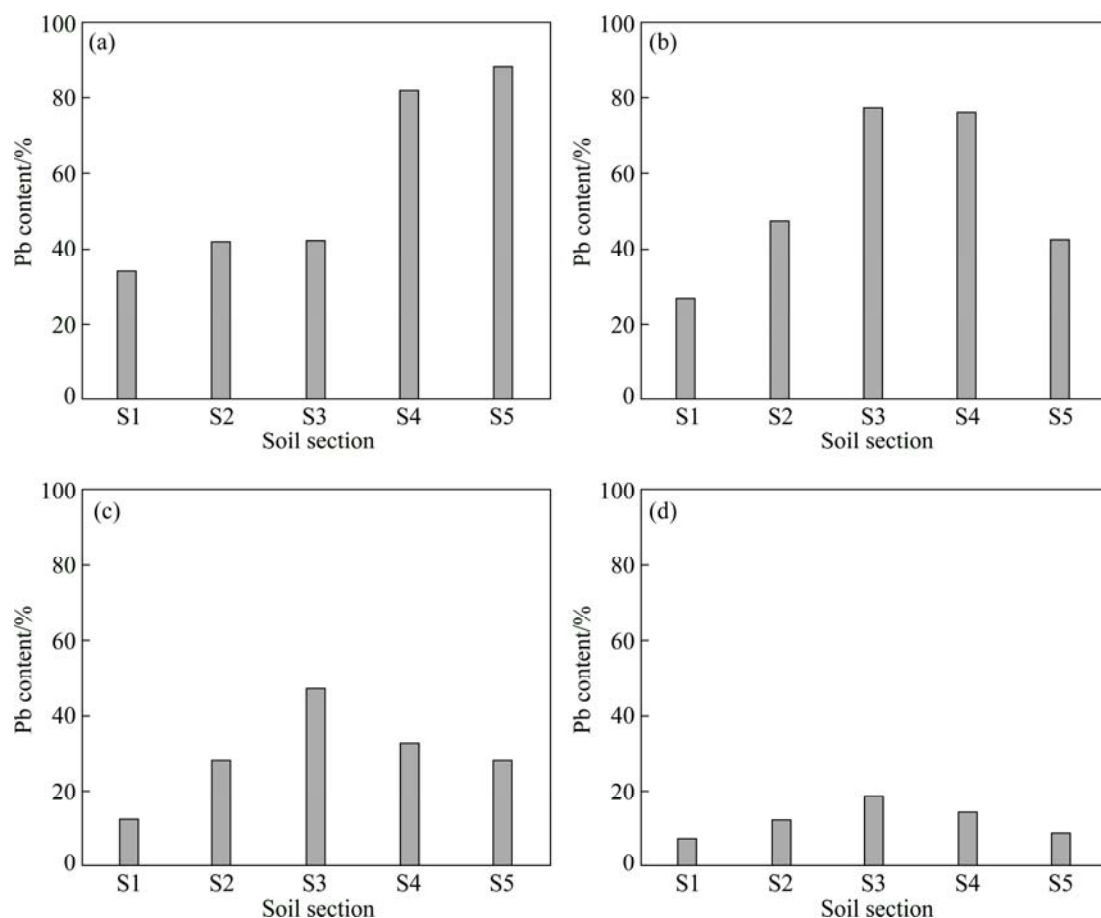 (a)
Pb content/%
100
80
60
40
20
0
S1 S2 S3 S4 S5
Soil section
(b)
Pb content/%
100
80
60
40
20
0
S1 S2 S3 S4 S5
Soil section
(c)
Pb content/%
100
80
60
40
20
0
S1 S2 S3 S4 S5
Soil section
(d)
Pb content/%
100
80
60
40
20
0
S1 S2 S3 S4 S5
Soil section